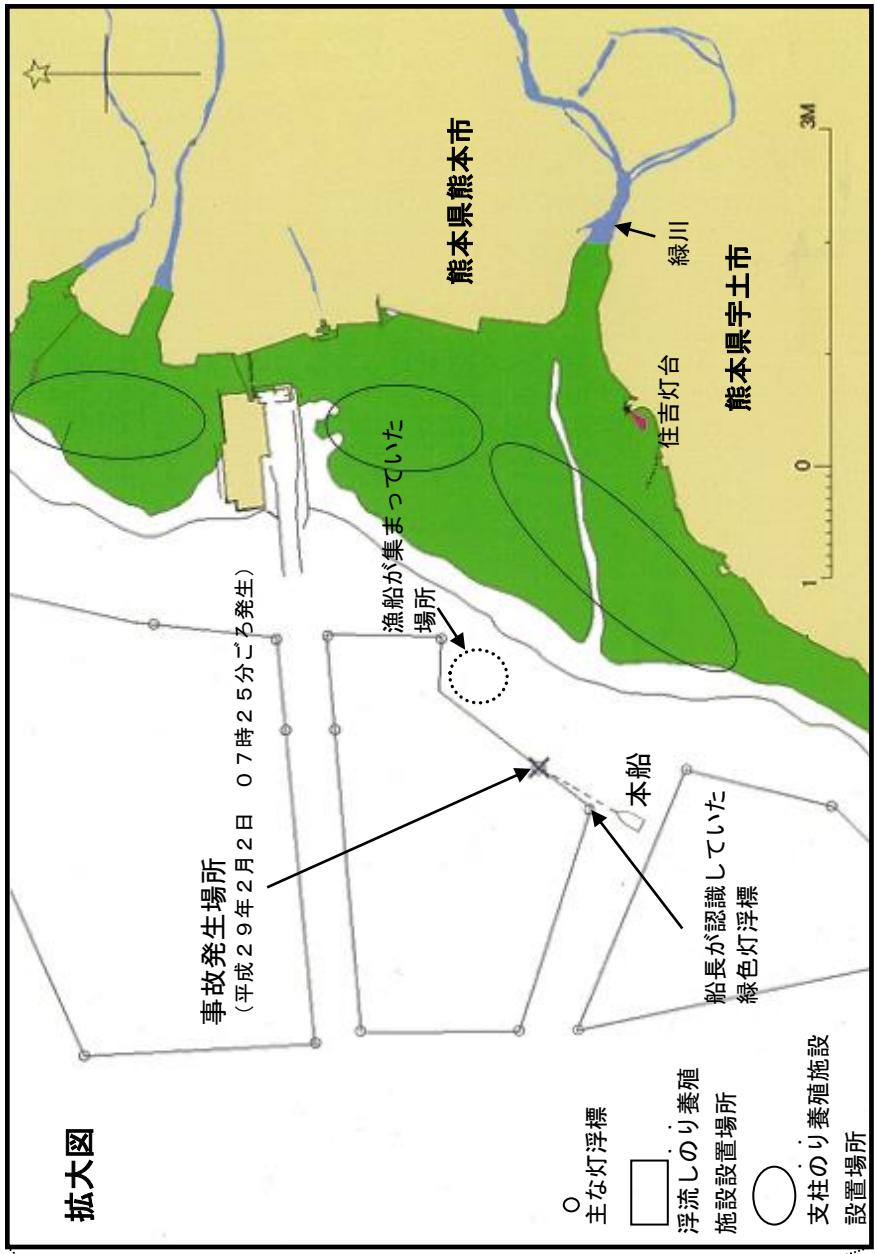 拡大図
事故発生場所
（平成２９年２月２日　０７時２５分ごろ発生）
漁船が集まっていた
場所
熊本県熊本市
緑川
熊本県宇土市
住吉灯台
本船
船長が認識していた
緑色灯浮標
主な灯浮標
浮流しのり養殖
施設設置場所
支柱のり養殖施設
設置場所
1
0
3M